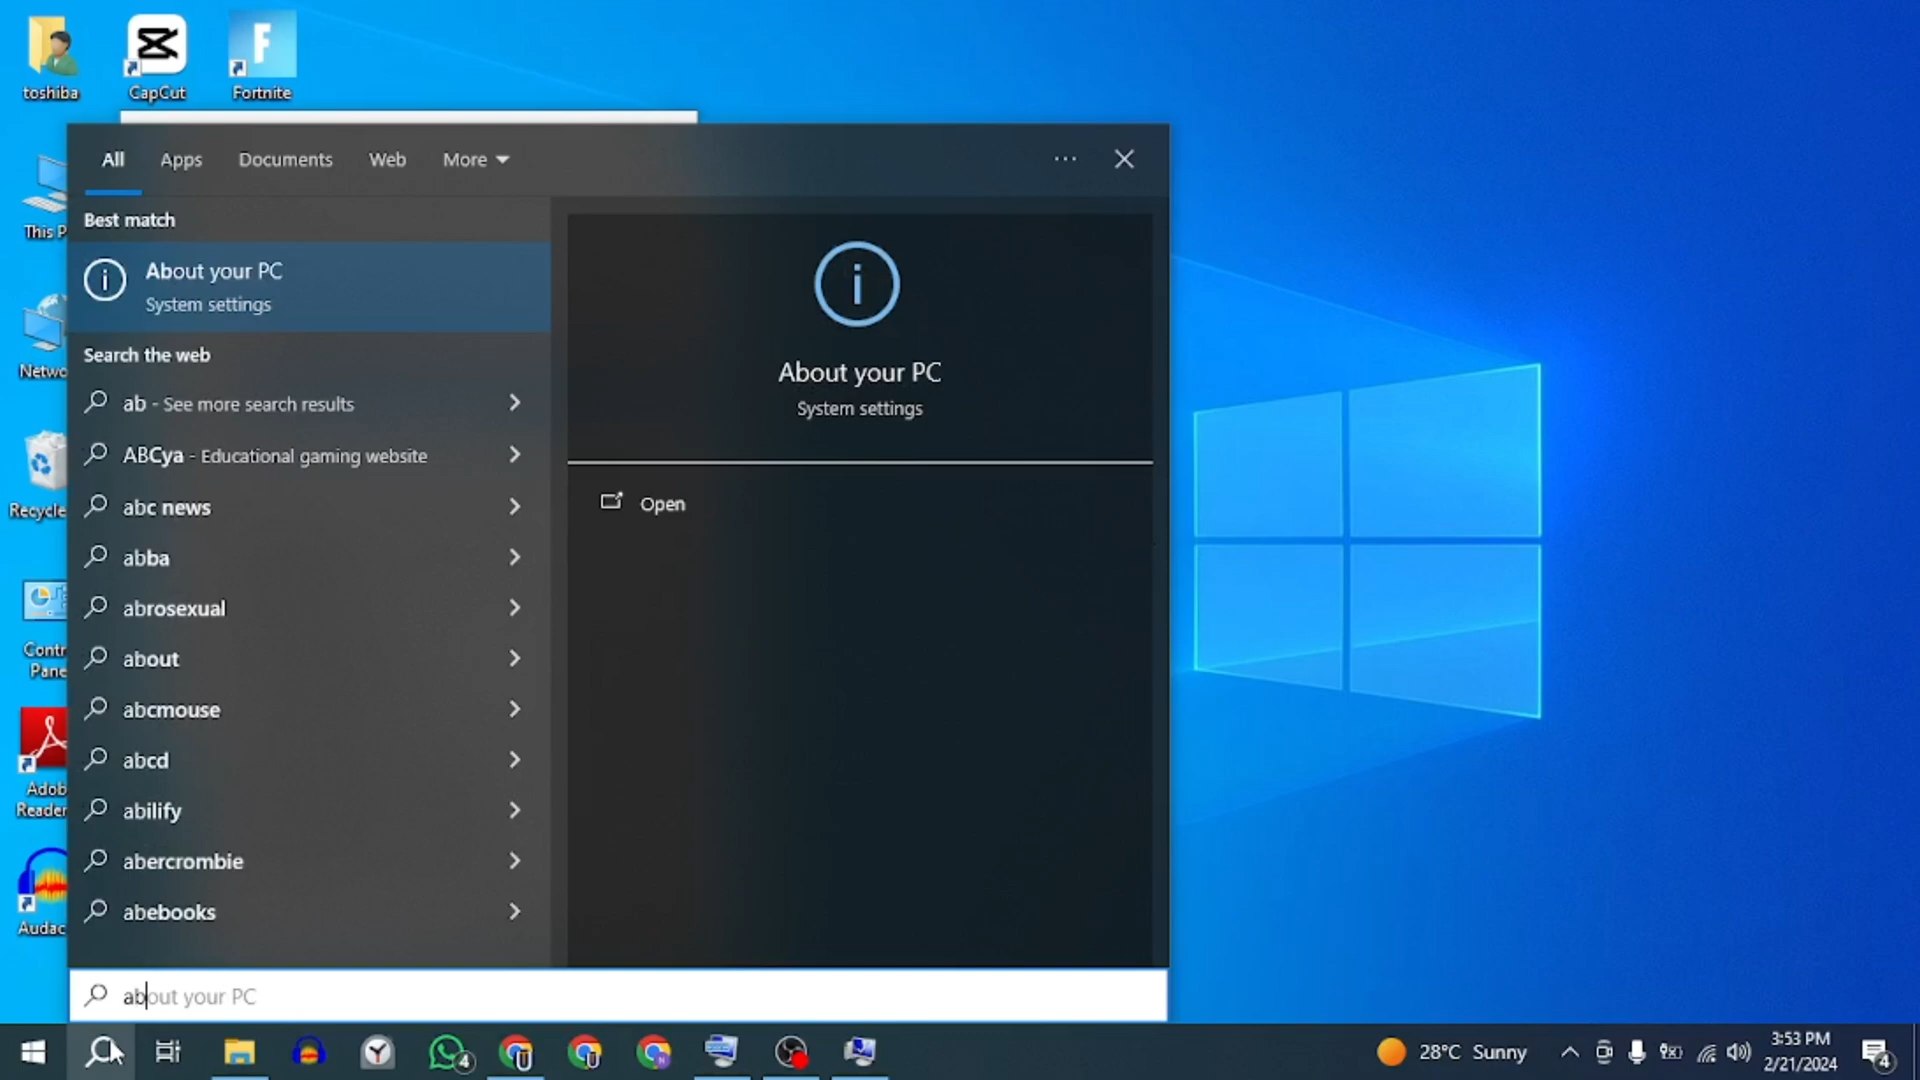 toshiba
CapCut
Fortnite
All Apps Documents Web More
Best match
About your PC
System settings
Search the web
ab - See more search results
ABCya - Educational gaming website
abc news
abba
abrosexual
about
abcmouse
abcd
abilify
abercrombie
abebooks
About your PC
System settings
Open
This P
Netwo
Recycle
Contr
Pane
Adob
Reader
Audac
about your PC
4
28°C Sunny
3:53 PM
2/21/2024
4